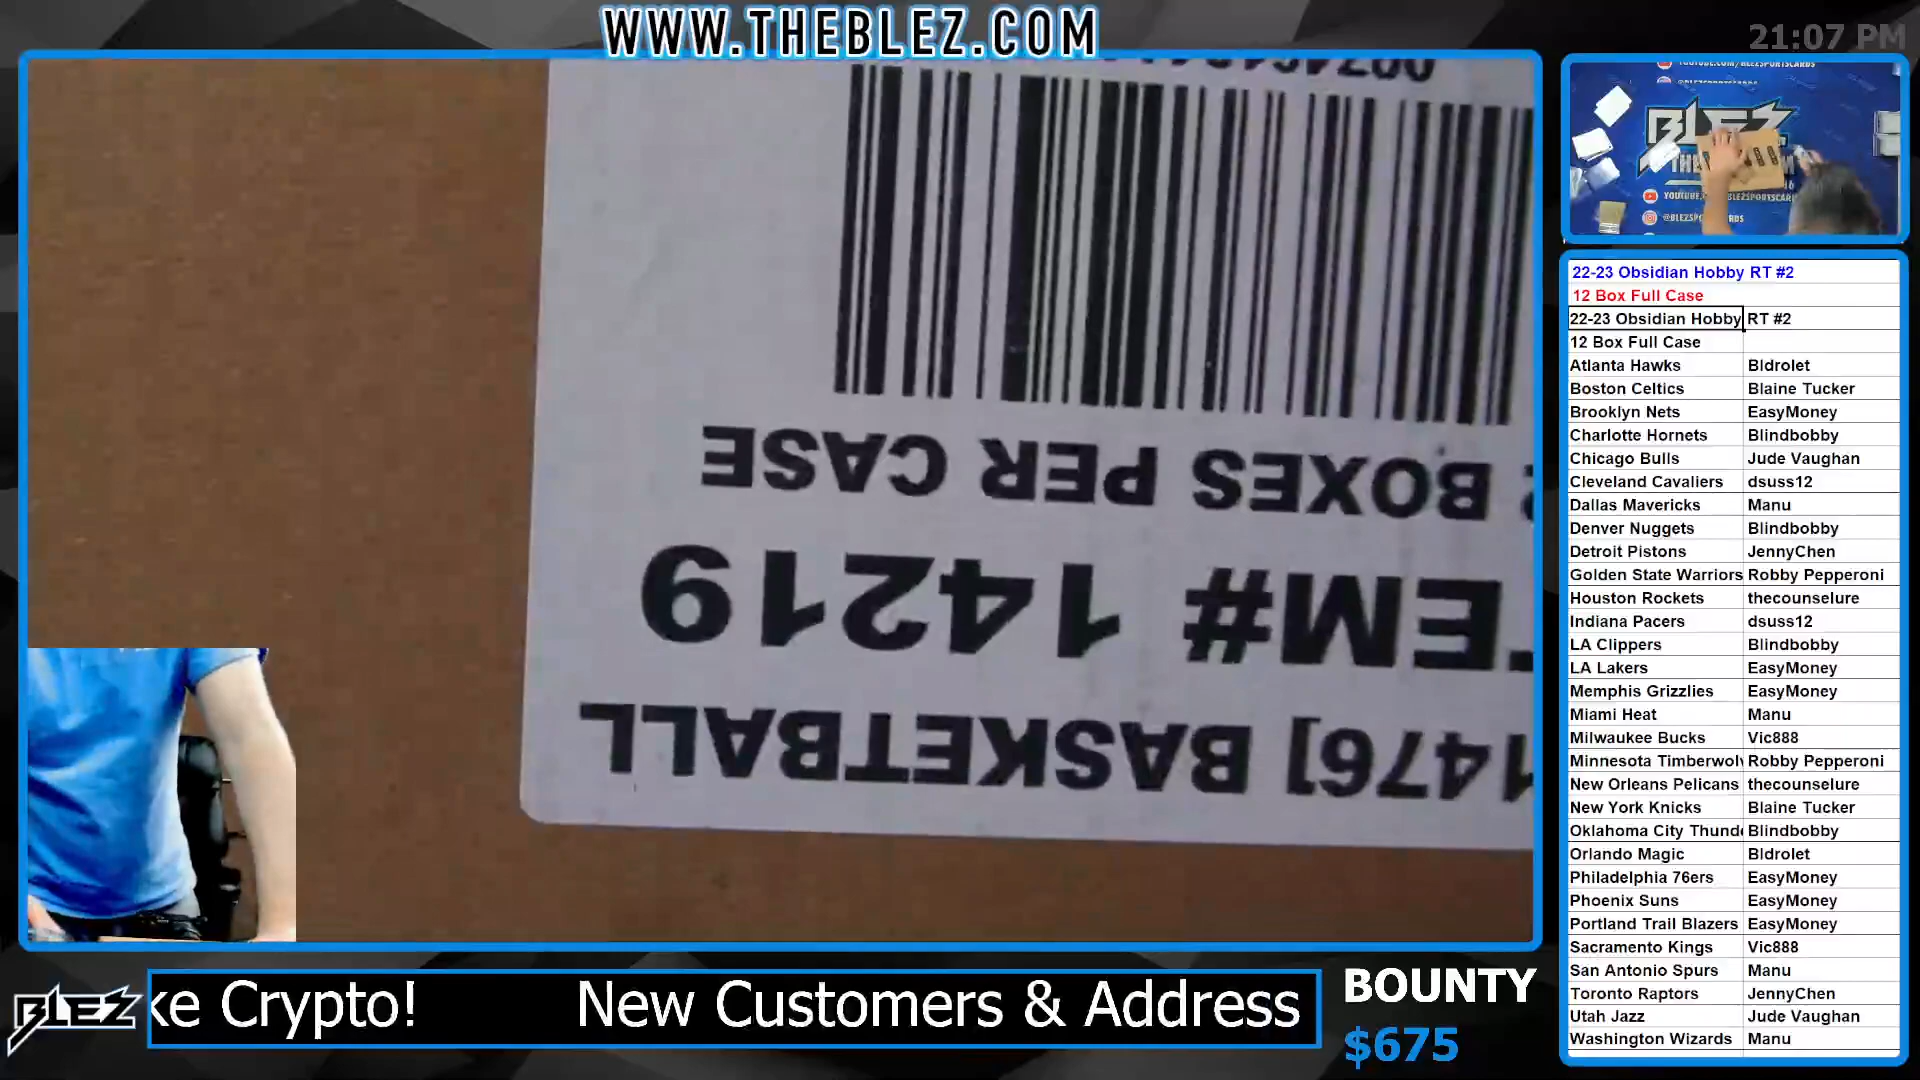 WWW.THEBLEZ.COM
21:07 PM
BOXES PER CASE
EM# 14219
1476] BASKETBALL
BLEZ
@BLEZSP
22-23 Obsidian Hobby RT #2
12 Box Full Case
22-23 Obsidian Hobby RT #2
12 Box Full Case
Atlanta Hawks Bldrolet
Boston Celtics Blaine Tucker
Brooklyn Nets EasyMoney
Charlotte Hornets Blindbobby
Chicago Bulls Jude Vaughan
Cleveland Cavaliers dsuss12
Dallas Mavericks Manu
Denver Nuggets Blindbobby
Detroit Pistons JennyChen
Golden State Warriors Robby Pepperoni
Houston Rockets thecounselure
Indiana Pacers dsuss12
LA Clippers Blindbobby
LA Lakers EasyMoney
Memphis Grizzlies EasyMoney
Miami Heat Manu
Milwaukee Bucks Vic888
Minnesota Timberwolv Robby Pepperoni
New Orleans Pelicans thecounselure
New York Knicks Blaine Tucker
Oklahoma City Thunde Blindbobby
Orlando Magic Bldrolet
Philadelphia 76ers EasyMoney
Phoenix Suns EasyMoney
Portland Trail Blazers EasyMoney
Sacramento Kings Vic888
San Antonio Spurs Manu
Toronto Raptors JennyChen
Utah Jazz Jude Vaughan
Washington Wizards Manu
BLEZ
ke Crypto! New Customers & Address
BOUNTY
$675